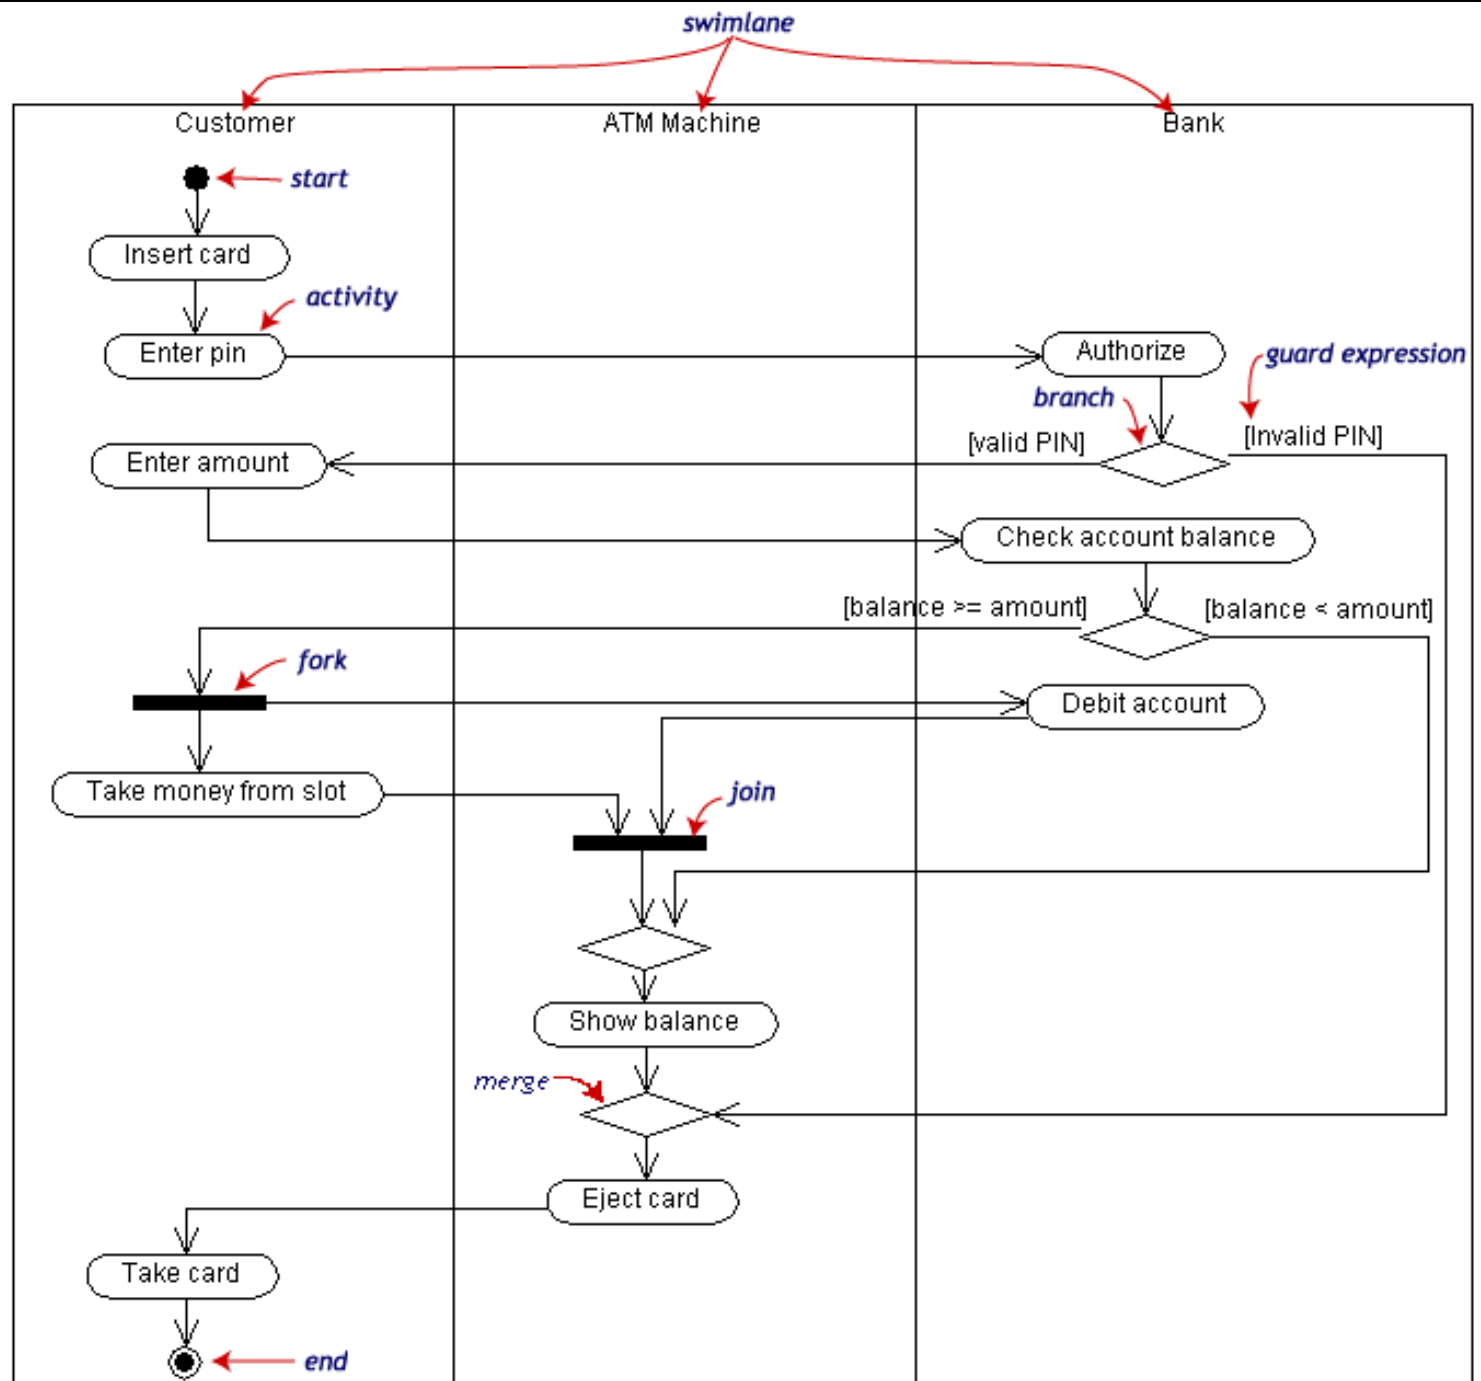 swimlane
Customer
ATM Machine
Bank
start
Insert card
activity
Enter pin
Authorize
guard expression
branch
[valid PIN]
[Invalid PIN]
Enter amount
Check account balance
[balance >= amount]
[balance < amount]
fork
Debit account
Take money from slot
join
Show balance
merge
Eject card
Take card
end